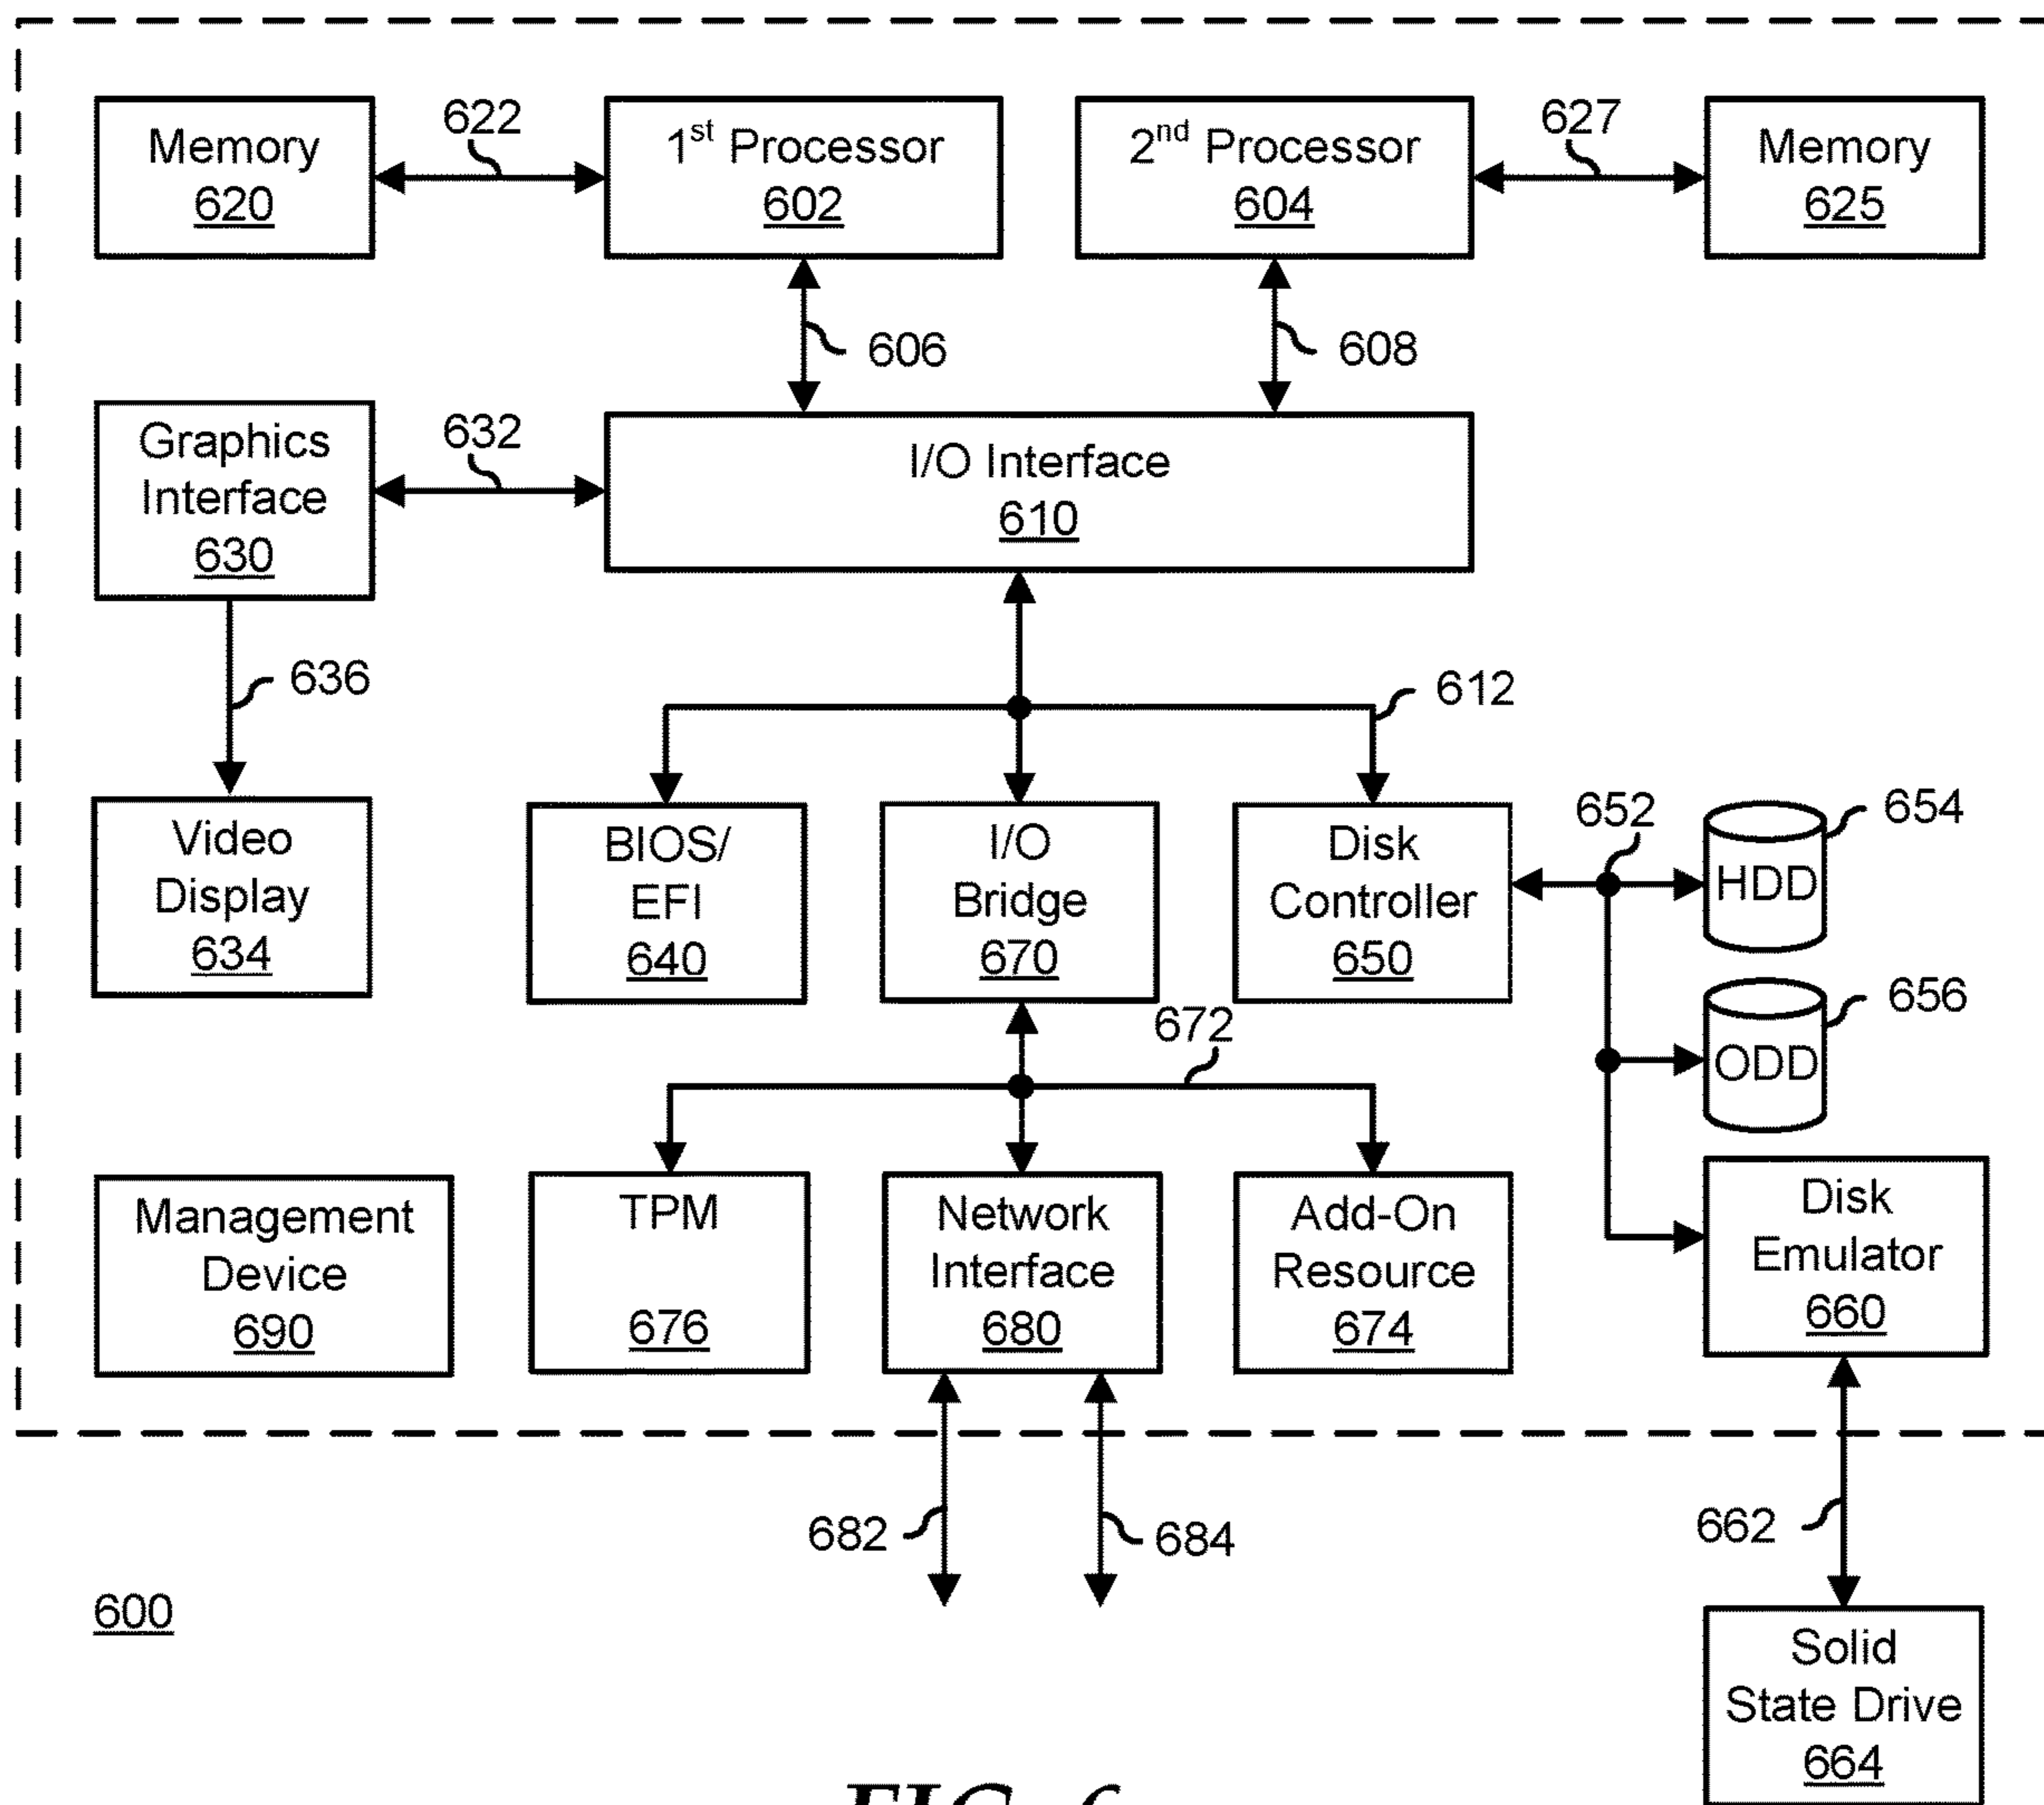 Memory
620
622
1st Processor
602
2nd Processor
604
627
Memory
625
606
608
Graphics
Interface
630
632
I/O Interface
610
636
612
Video
Display
634
BIOS/
EFI
640
I/O
Bridge
670
Disk
Controller
650
652
654
HDD
656
ODD
672
Management
Device
690
TPM
676
Network
Interface
680
Add-On
Resource
674
Disk
Emulator
660
682
684
662
600
Solid
State Drive
664
FIG. 6